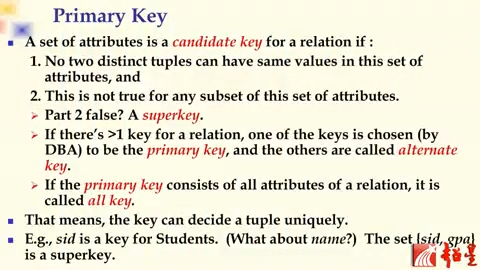 Primary Key
A set of attributes is a candidate key for a relation if :
1. No two distinct tuples can have same values in this set of
attributes, and
2. This is not true for any subset of this set of attributes.
Part 2 false? A superkey.
If there's >1 key for a relation, one of the keys is chosen (by
DBA) to be the primary key, and the others are called alternate
key.
If the primary key consists of all attributes of a relation, it is
called all key.
That means, the key can decide a tuple uniquely.
E.g., sid is a key for Students. (What about name?) The set {sid, gpa}
is a superkey.